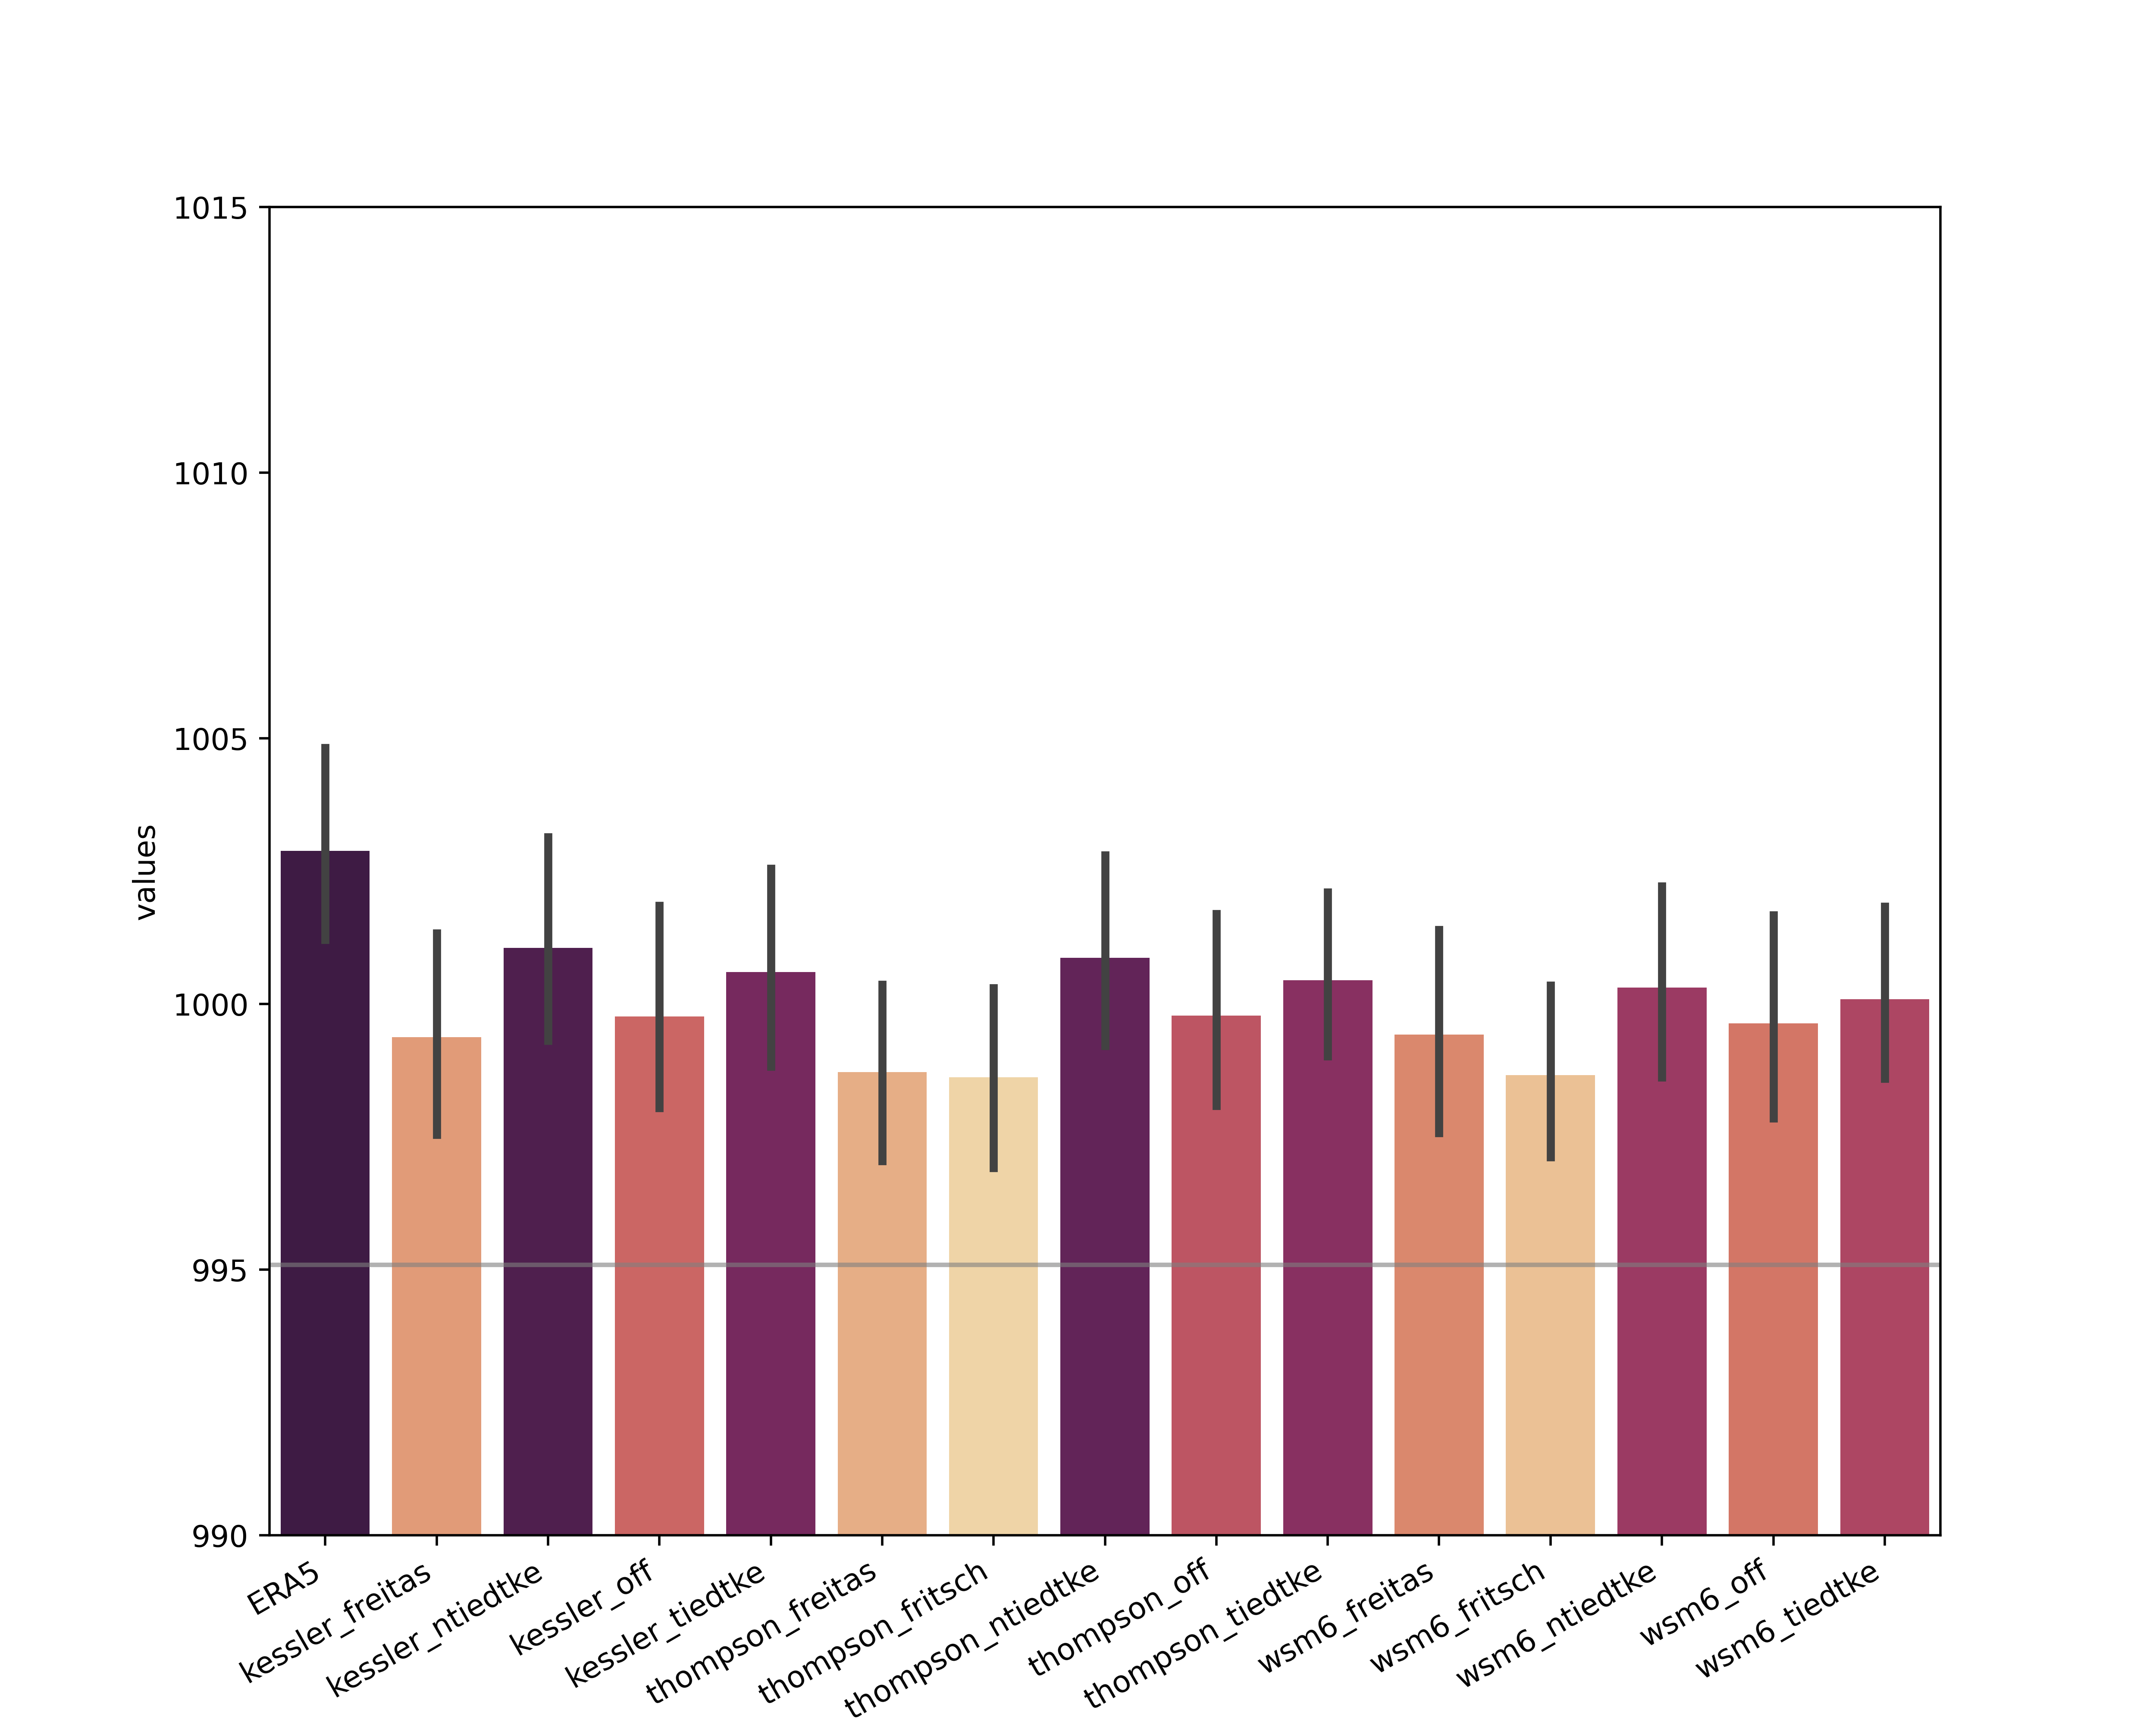 1015
1010
1005
1000
995
990
values
ERA5
kessler_freitas
kessler_ntiedtke
kessler_off
kessler_tiedtke
thompson_freitas
thompson_fritsch
thompson_ntiedtke
thompson_off
thompson_tiedtke
wsm6_freitas
wsm6_fritsch
wsm6_ntiedtke
wsm6_off
wsm6_tiedtke